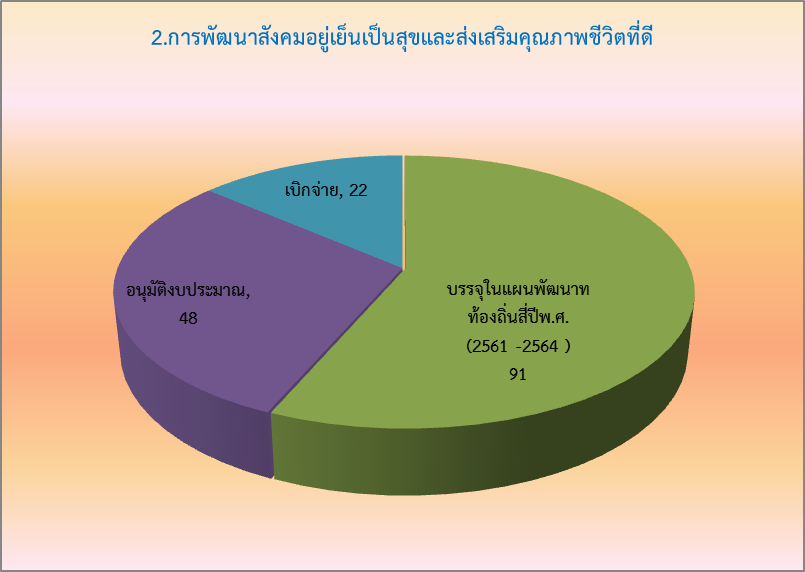 2.การพัฒนาสังคมอยู่เย็นเป็นสุขและส่งเสริมคุณภาพชีวิตที่ดี
เบิกจ่าย, 22
อนุมัติงบประมาณ,
48
บรรจุในแผนพัฒนาท
ท้องถิ่นสี่ปีพ.ศ.
(2561 -2564 )
91